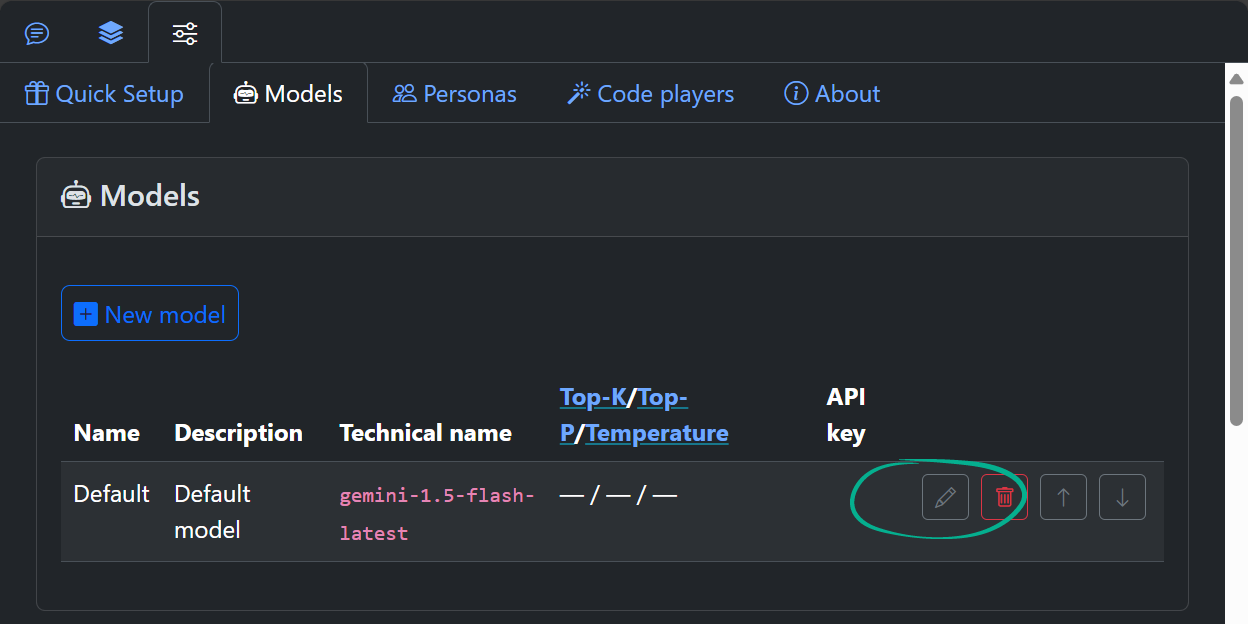 Quick Setup Models Personas Code players About
Models
New model
Top-K/Top- API
Name Description Technical name P/Temperature key
Default Default gemini-1.5-flash- — / — / —
model latest